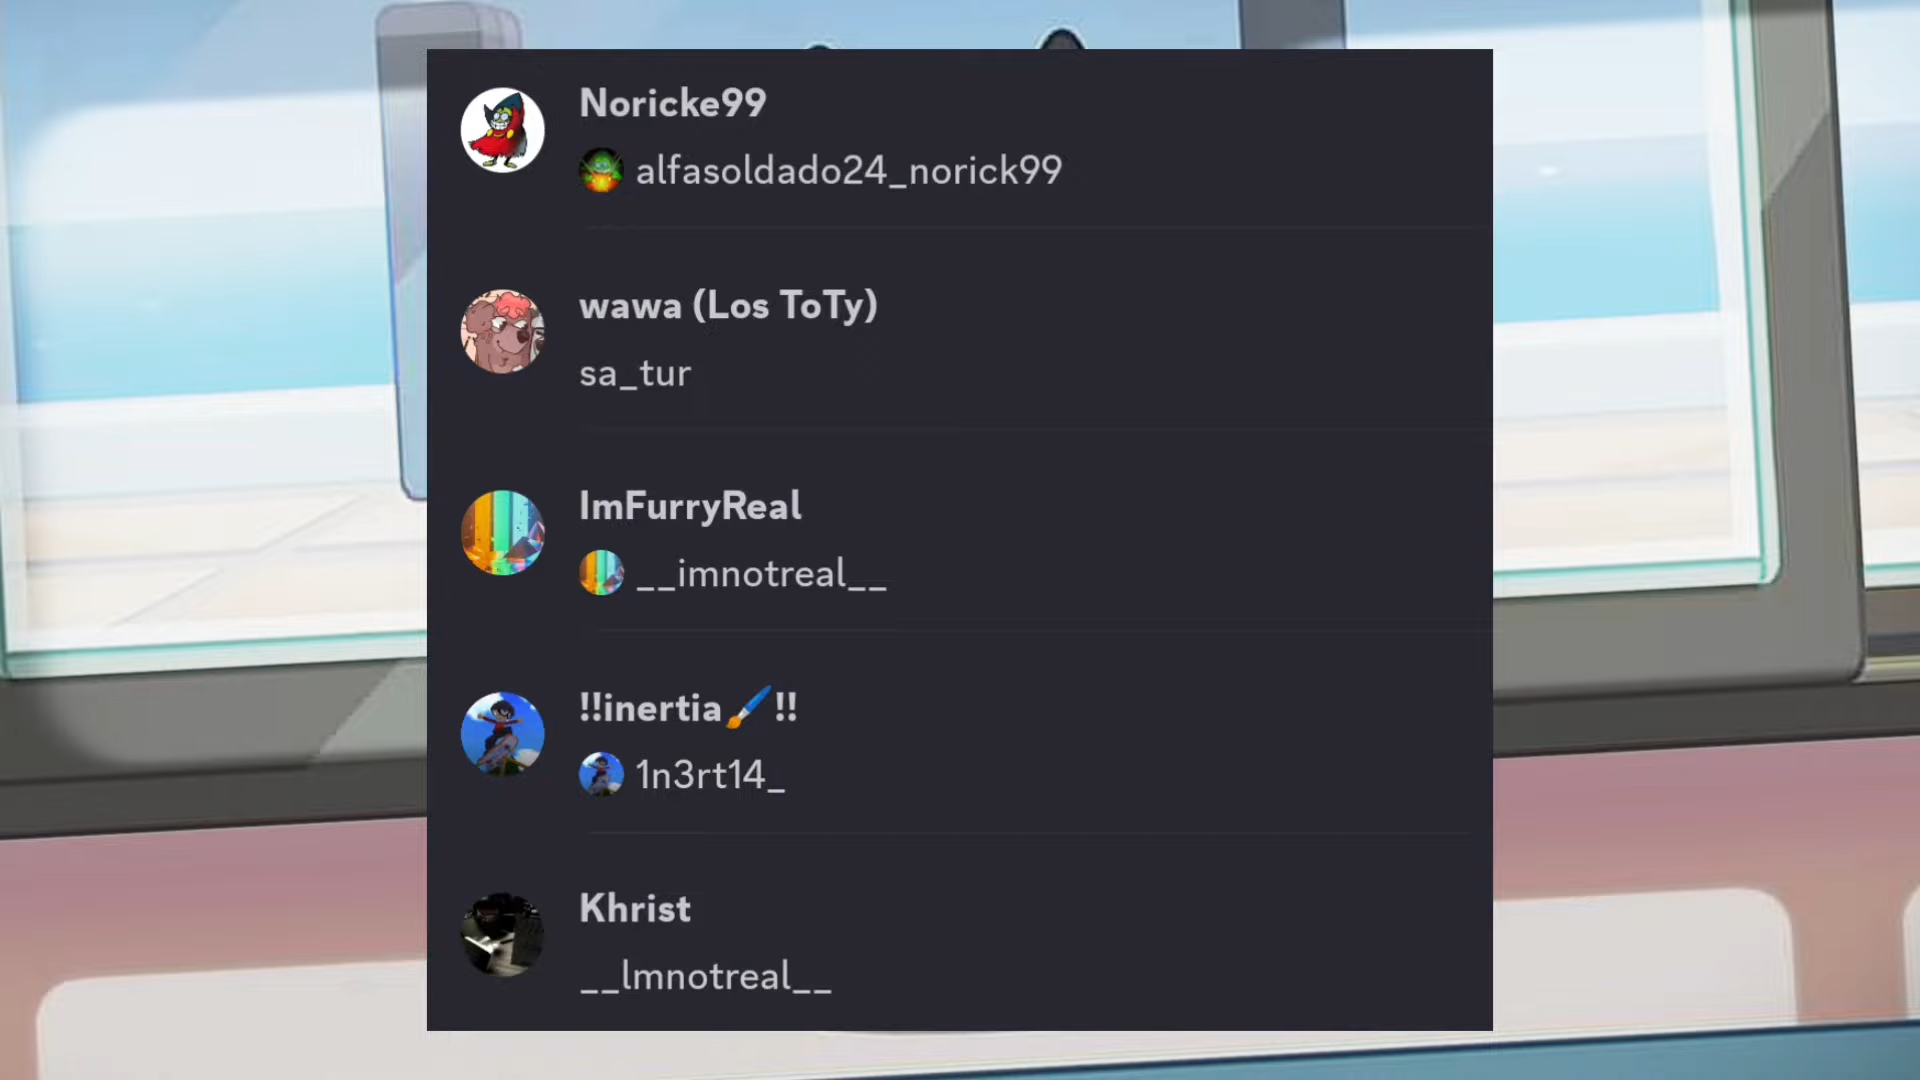 Noricke99
alfasoldado24_norick99
wawa (Los ToTy)
sa_tur
ImFurryReal
__imnotreal__
!!inertia🖌️!!
1n3rt14_
Khrist
__lmnotreal__